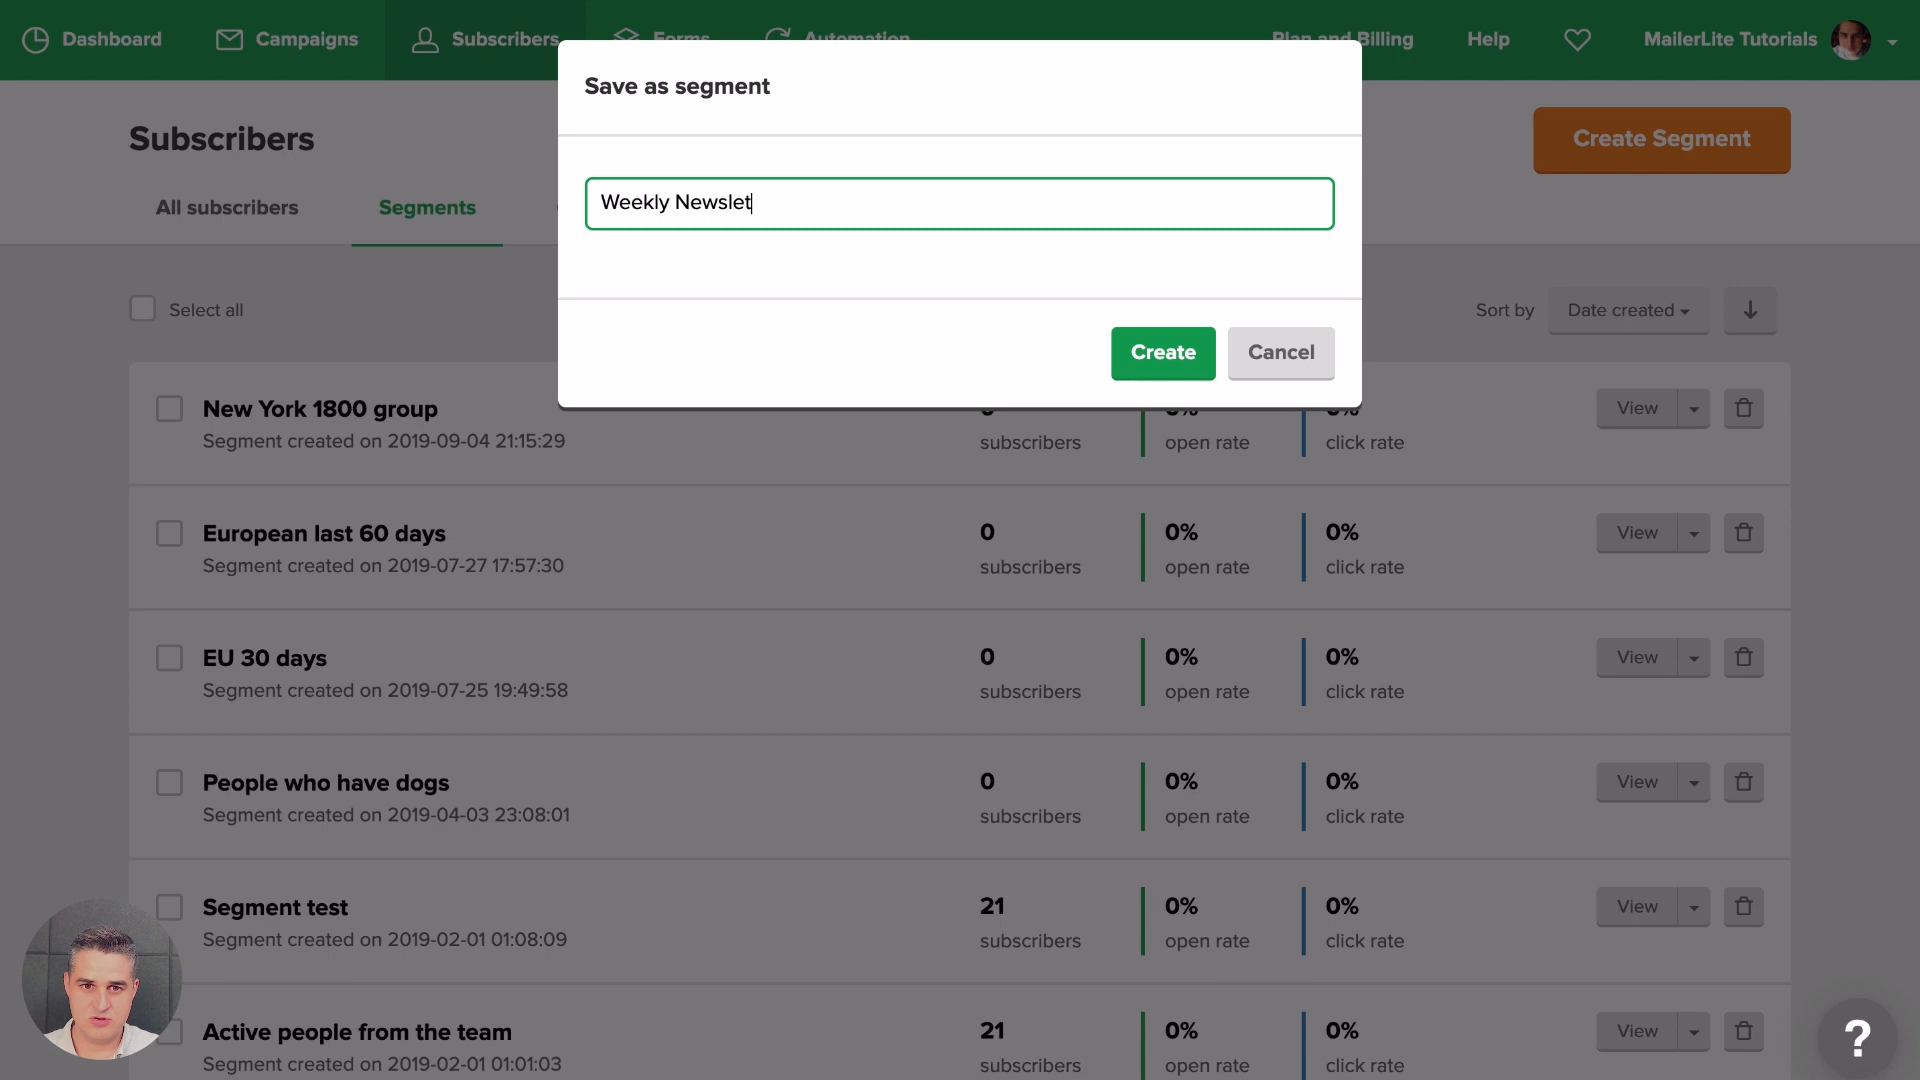 Dashboard
Campaigns
Subscribers
Forms
Automation
Plan and Billing
Help
MailerLite Tutorials
Save as segment
Subscribers
Create Segment
All subscribers
Segments
Weekly Newslet
Create
Cancel
Select all
Sort by
Date created
New York 1800 group
Segment created on 2019-09-04 21:15:29
0
subscribers
0%
open rate
0%
click rate
View
European last 60 days
Segment created on 2019-07-27 17:57:30
0
subscribers
0%
open rate
0%
click rate
View
EU 30 days
Segment created on 2019-07-25 19:49:58
0
subscribers
0%
open rate
0%
click rate
View
People who have dogs
Segment created on 2019-04-03 23:08:01
0
subscribers
0%
open rate
0%
click rate
View
Segment test
Segment created on 2019-02-01 01:08:09
21
subscribers
0%
open rate
0%
click rate
View
Active people from the team
Segment created on 2019-02-01 01:01:03
21
subscribers
0%
open rate
0%
click rate
View
?